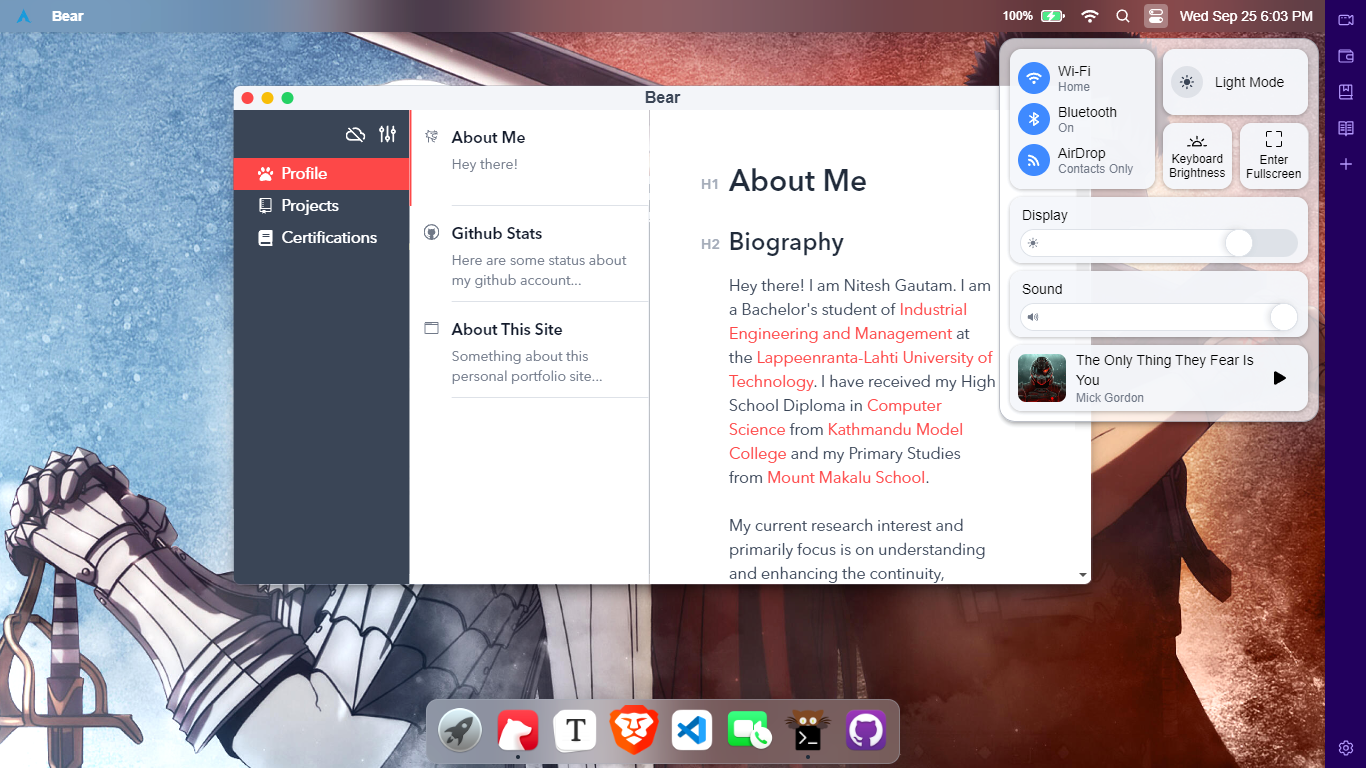 Bear
100%
Wed Sep 25 6:03 PM
Bear
Profile
Projects
Certifications
About Me
Hey there!
Github Stats
Here are some status about
my github account...
About This Site
Something about this
personal portfolio site...
H1 About Me
H2 Biography
Hey there! I am Nitesh Gautam. I am
a Bachelor's student of Industrial
Engineering and Management at
the Lappeenranta-Lahti University of
Technology. I have received my High
School Diploma in Computer
Science from Kathmandu Model
College and my Primary Studies
from Mount Makalu School.
My current research interest and
primarily focus is on understanding
and enhancing the continuity,
Wi-Fi
Home
Bluetooth
On
AirDrop
Contacts Only
Light Mode
Keyboard
Brightness
Enter
Fullscreen
Display
Sound
The Only Thing They Fear Is
You
Mick Gordon
T